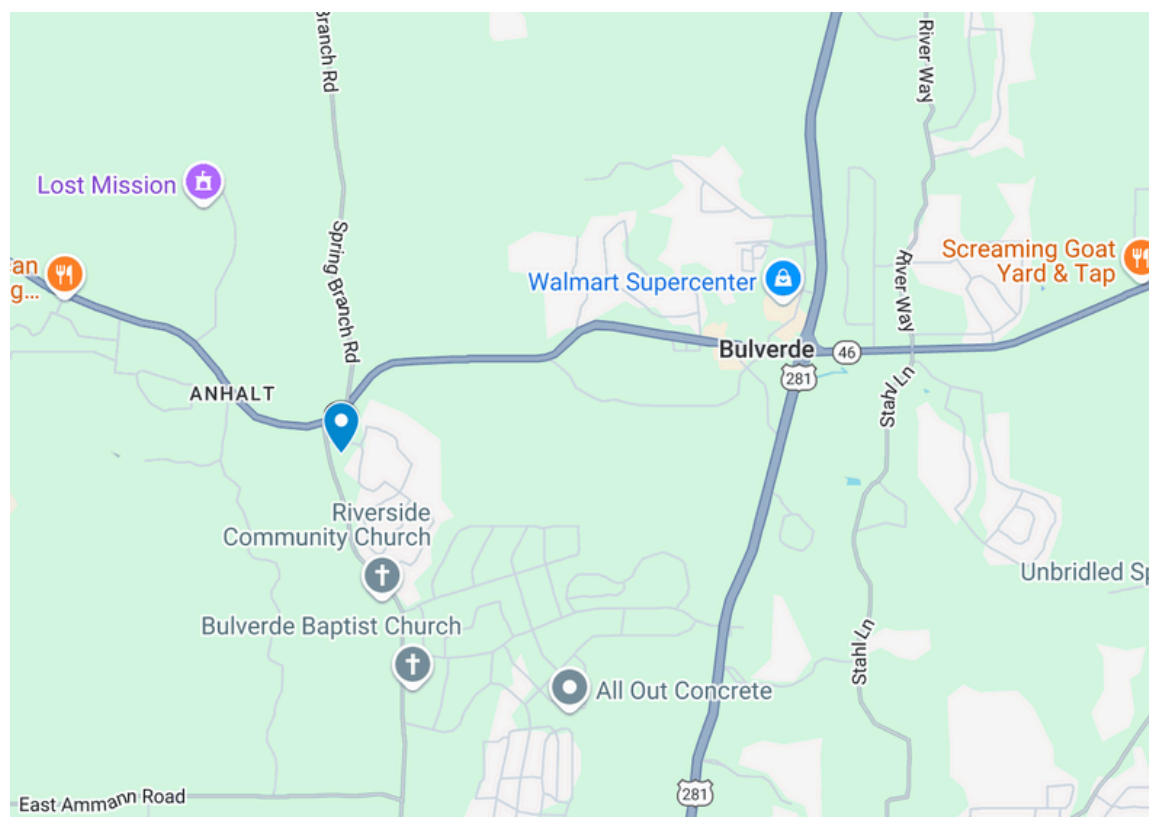 Branch Rd
River Way
Lost Mission
Spring Branch Rd
an
g...
Screaming Goat
Yard & Tap
River Way
Walmart Supercenter
Bulverde
46
281
ANHALT
Stahl Ln
Riverside
Community Church
Unbridled Sp
Bulverde Baptist Church
Stahl Ln
All Out Concrete
281
East Ammann Road